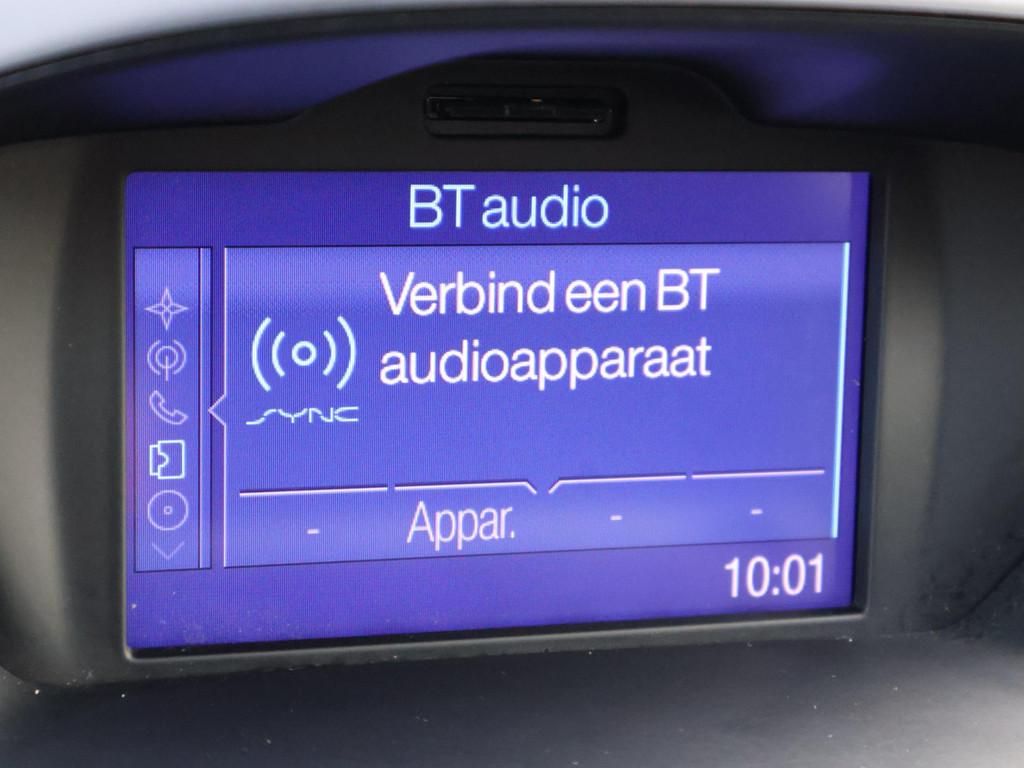 BT audio
Verbind een BT
audioapparaat
SYNC
- Appar. - -
10:01